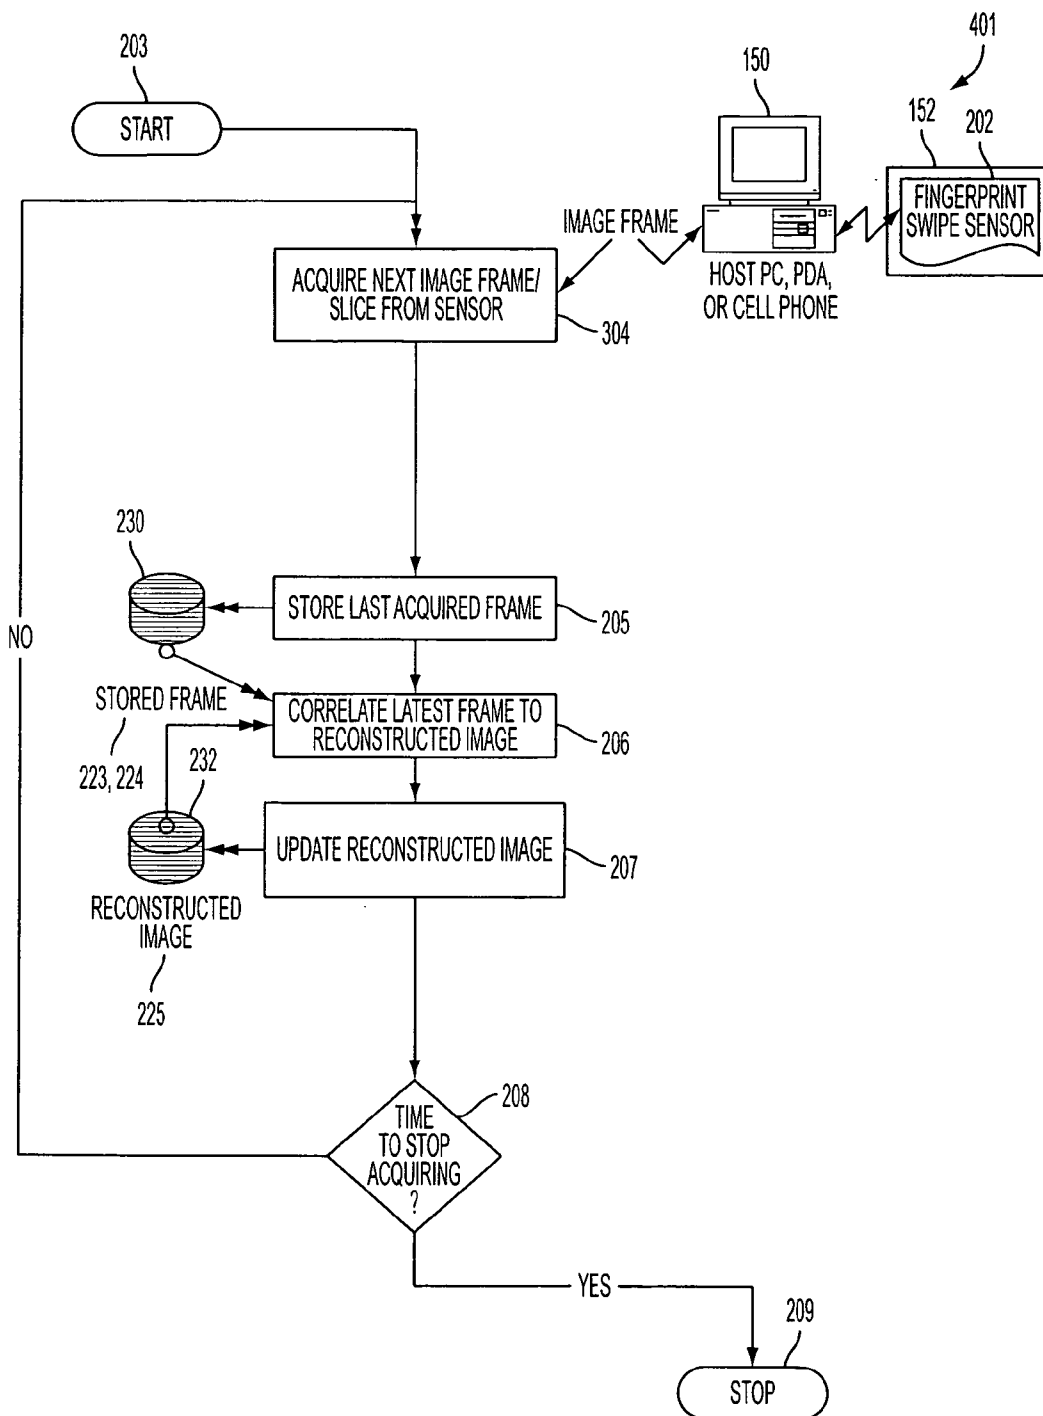 203
START
150
401
152
202
FINGERPRINT
SWIPE SENSOR
IMAGE FRAME
HOST PC, PDA,
OR CELL PHONE
ACQUIRE NEXT IMAGE FRAME/
SLICE FROM SENSOR
304
230
STORE LAST ACQUIRED FRAME
205
NO
STORED FRAME
223, 224
CORRELATE LATEST FRAME TO
RECONSTRUCTED IMAGE
206
232
UPDATE RECONSTRUCTED IMAGE
207
RECONSTRUCTED
IMAGE
225
208
TIME
TO STOP
ACQUIRING
?
YES
209
STOP